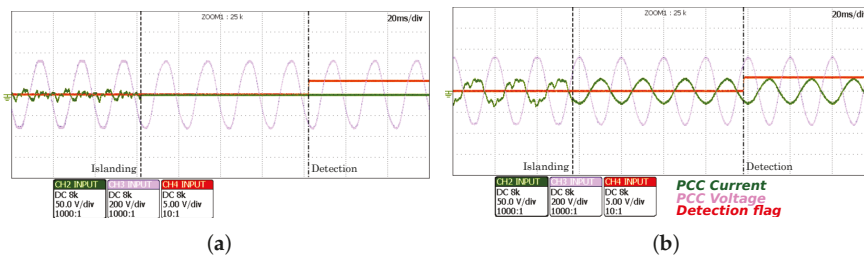 (a)
ZOOM1 : 25 k
20ms/div
Islanding
Detection
CH2 INPUT CH3 INPUT CH4 INPUT
DC 8k DC 8k DC 8k
50.0 V/div 200 V/div 5.00 V/div
1000:1 1000:1 10:1
(a)
(b)
ZOOM1 : 25 k
20ms/div
Islanding
Detection
CH2 INPUT CH3 INPUT CH4 INPUT
DC 8k DC 8k DC 8k
50.0 V/div 200 V/div 5.00 V/div
1000:1 1000:1 10:1
PCC Current
PCC Voltage
Detection flag
(b)